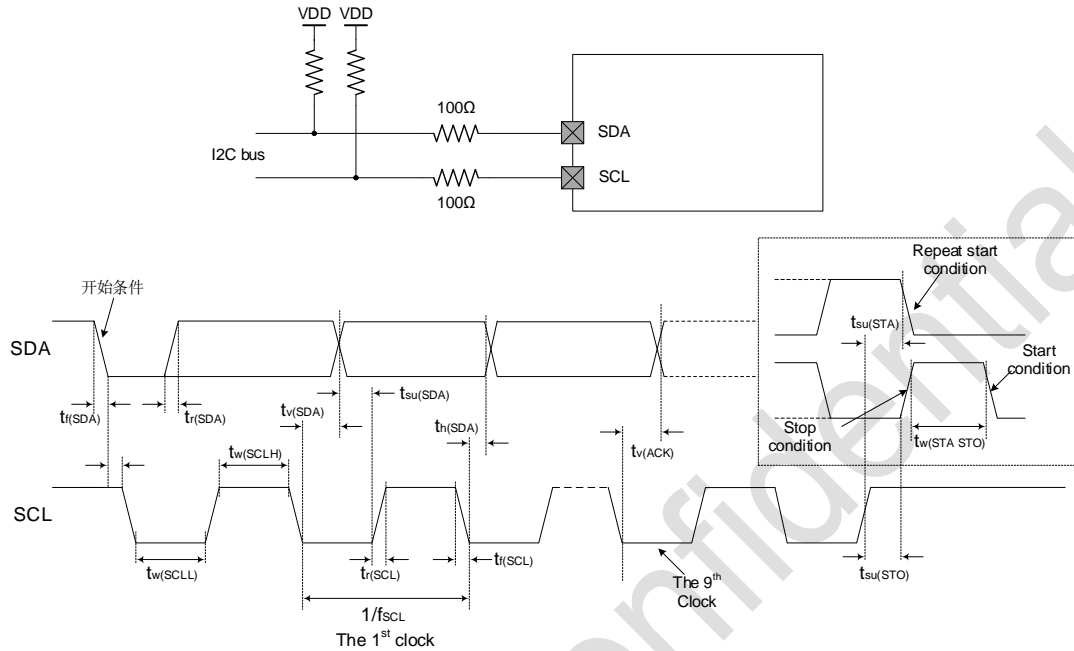 VDD
VDD
100Ω
SDA
I2C bus
SCL
100Ω
Repeat start
condition
开始条件
tsu(STA)
SDA
Start
condition
tf(SDA)
tr(SDA)
tv(SDA)
tsu(SDA)
th(SDA)
tv(ACK)
Stop
condition
tw(STA STO)
tw(SCLH)
SCL
tw(SCLL)
tr(SCL)
tf(SCL)
The 9th
Clock
tsu(STO)
1/fSCL
The 1st clock
onfidential